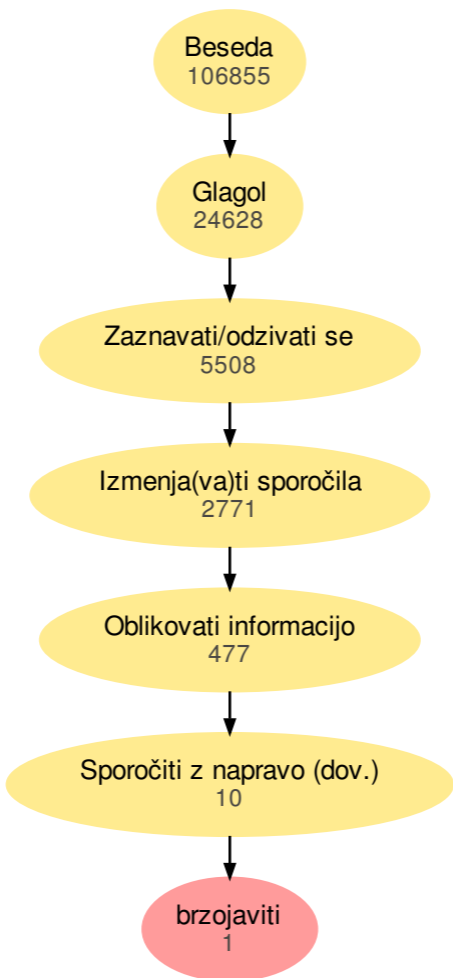 Beseda
106855
Glagol
24628
Zaznavati/odzivati se
5508
Izmenja(va)ti sporočila
2771
Oblikovati informacijo
477
Sporočiti z napravo (dov.)
10
brzojaviti
1